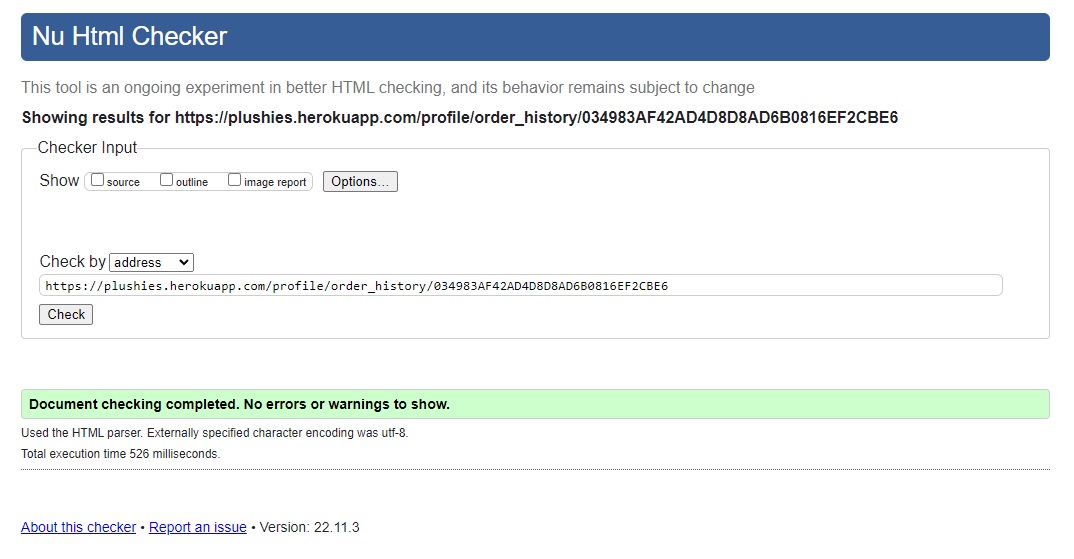 Nu Html Checker
This tool is an ongoing experiment in better HTML checking, and its behavior remains subject to change
Showing results for https://plushies.herokuapp.com/profile/order_history/034983AF42AD4D8D8AD6B0816EF2CBE6
Checker Input
Show source outline image report Options...
Check by address
https://plushies.herokuapp.com/profile/order_history/034983AF42AD4D8D8AD6B0816EF2CBE6
Check
Document checking completed. No errors or warnings to show.
Used the HTML parser. Externally specified character encoding was utf-8.
Total execution time 526 milliseconds.
About this checker • Report an issue • Version: 22.11.3